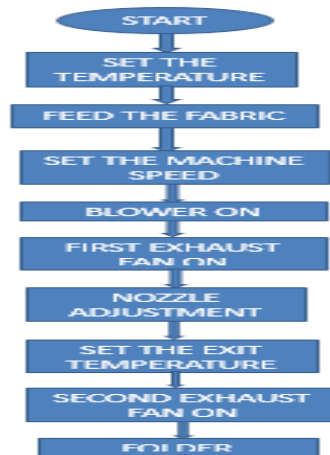 START
SET THE
TEMPERATURE
FEED THE FABRIC
SET THE MACHINE
SPEED
BLOWER ON
FIRST EXHAUST
FAN ON
NOZZLE
ADJUSTMENT
SET THE EXIT
TEMPERATURE
SECOND EXHAUST
FAN ON
FOLDER